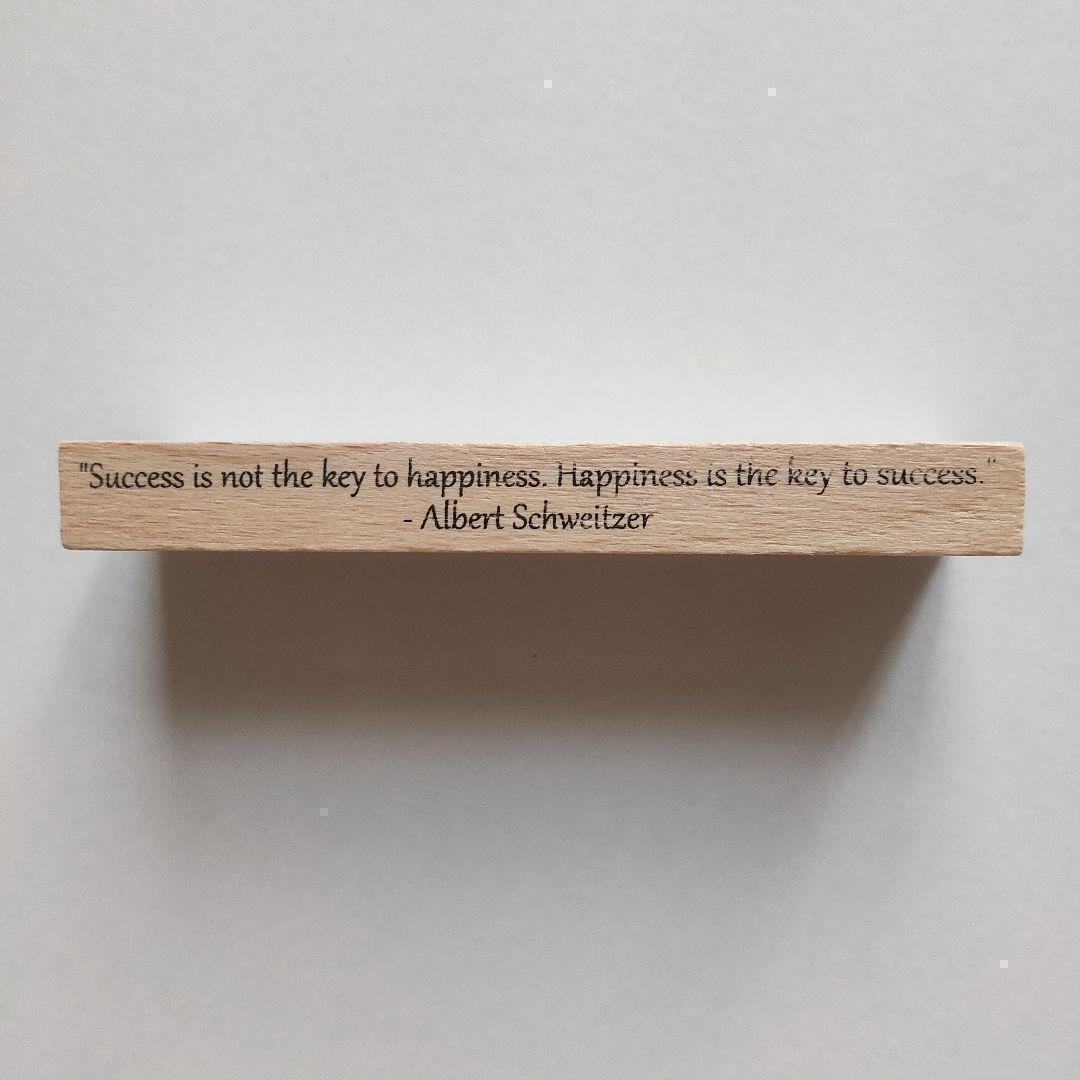 "Success is not the key to happiness. Happiness is the key to success."
- Albert Schweitzer